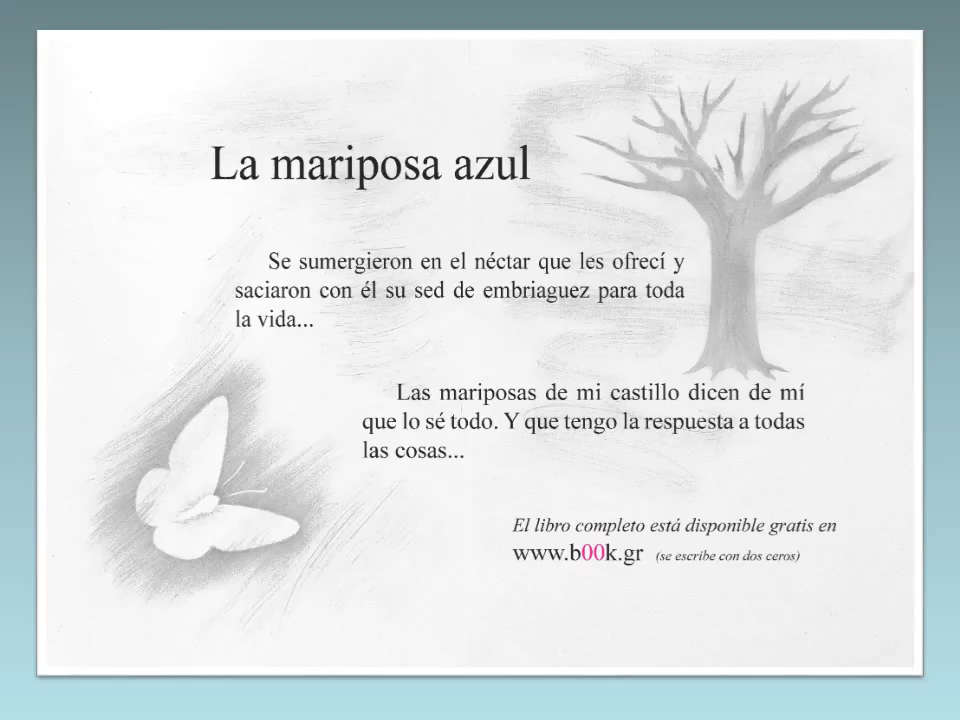 La mariposa azul
Se sumergieron en el néctar que les ofrecí y
saciaron con él su sed de embriaguez para toda
la vida...
Las mariposas de mi castillo dicen de mí
que lo sé todo. Y que tengo la respuesta a todas
las cosas...
El libro completo está disponible gratis en
www.b00k.gr (se escribe con dos ceros)